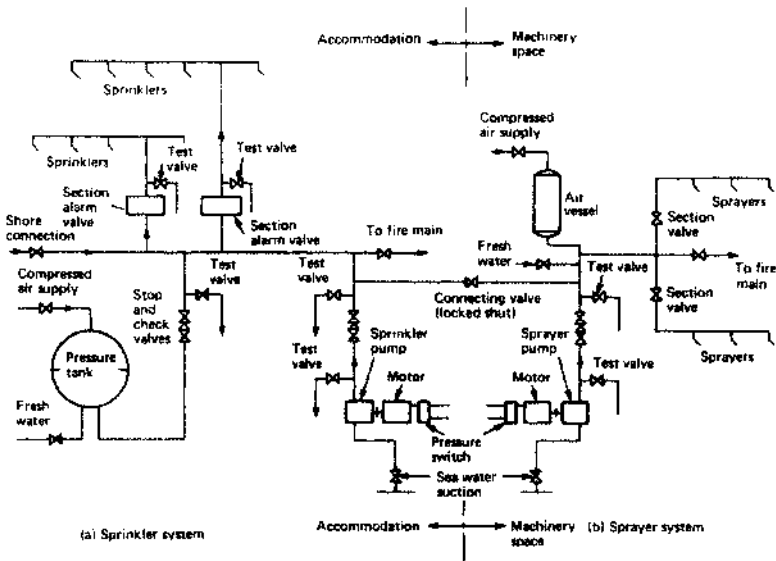 Accommodation
Machinery
space
Sprinklers
Compressed
air supply
Sprinklers
Test
valve
Test valve
Section
alarm
valve
Section
alarm valve
Air
vessel
Sprayers
Section
valve
Shore
connection
To fire main
Fresh
water
Test valve
To fire
main
Compressed
air supply
Test
valve
Test
valve
Connecting valve
(locked shut)
Section
valve
Stop
and
check
valves
Pressure
tank
Sprinkler
pump
Sprayer
pump
Sprayers
Test
valve
Motor
Motor
Test valve
Fresh
water
Pressure
switch
Sea water
suction
(a) Sprinkler system
Accommodation
Machinery
space
(b) Sprayer system